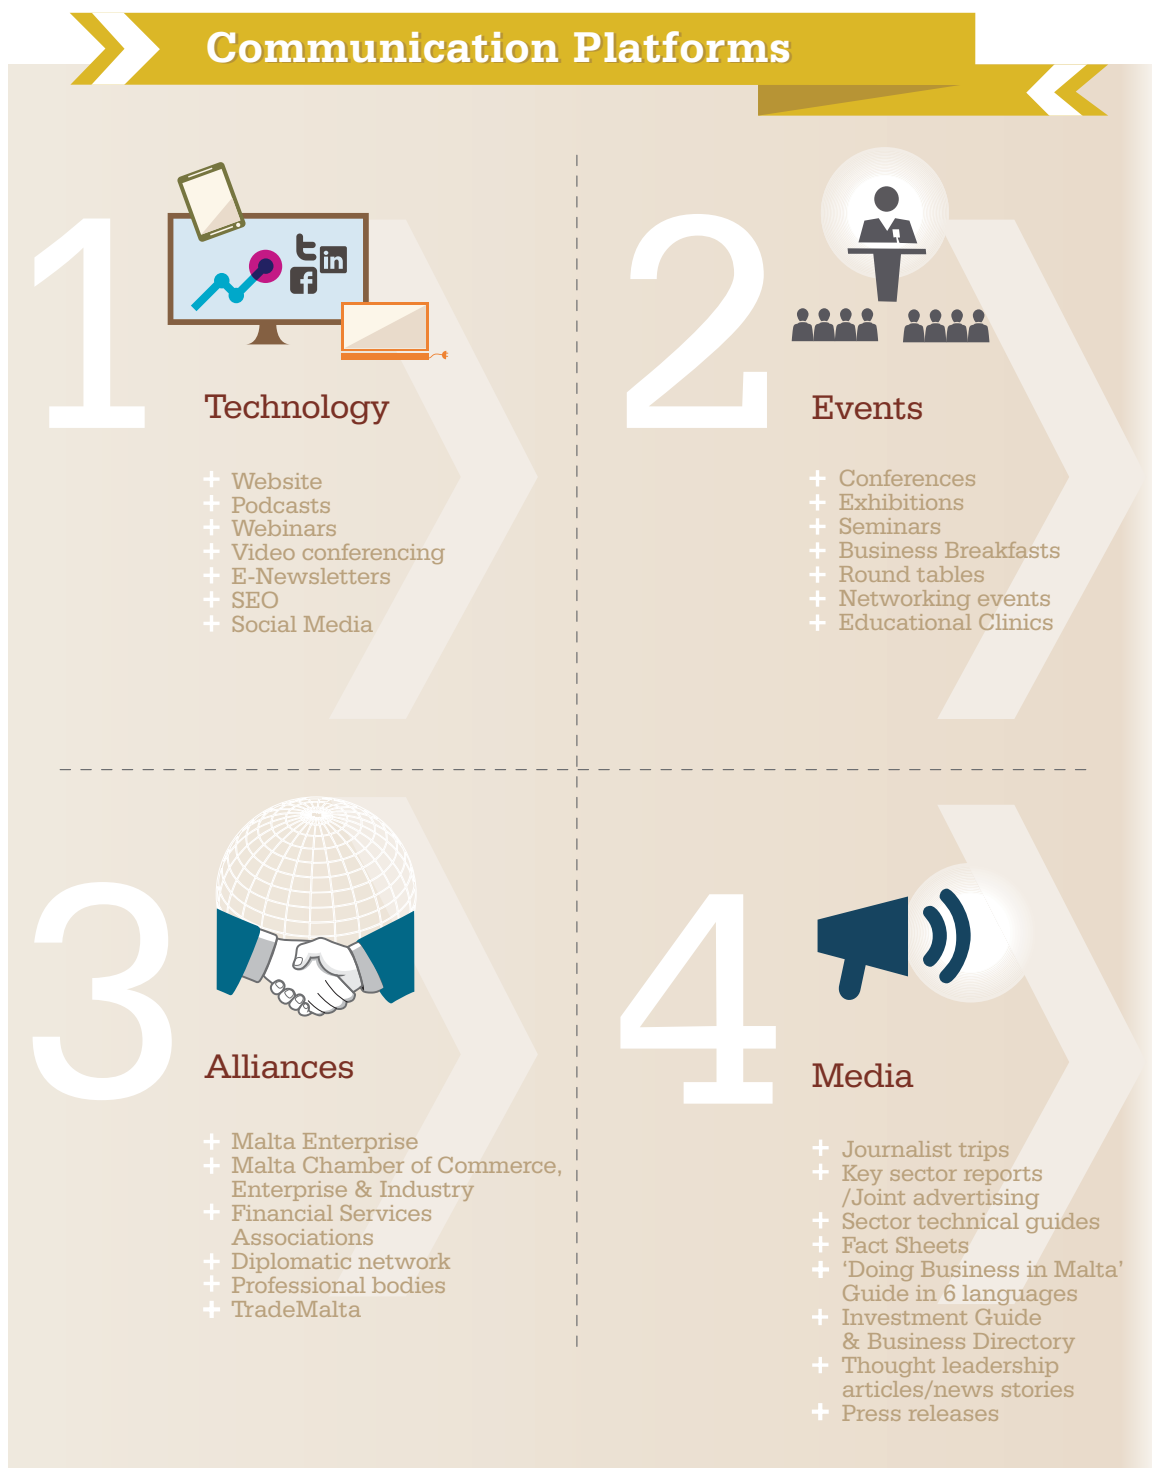 Communication Platforms
1
Technology
+ Website
+ Podcasts
+ Webinars
+ Video conferencing
+ E-Newsletters
+ SEO
+ Social Media
2
Events
+ Conferences
+ Exhibitions
+ Seminars
+ Business Breakfasts
+ Round tables
+ Networking events
+ Educational Clinics
3
Alliances
+ Malta Enterprise
+ Malta Chamber of Commerce,
Enterprise & Industry
+ Financial Services
Associations
+ Diplomatic network
+ Professional bodies
+ TradeMalta
4
Media
+ Journalist trips
+ Key sector reports
/Joint advertising
+ Sector technical guides
+ Fact Sheets
+ ‘Doing Business in Malta’
Guide in 6 languages
+ Investment Guide
& Business Directory
+ Thought leadership
articles/news stories
+ Press releases